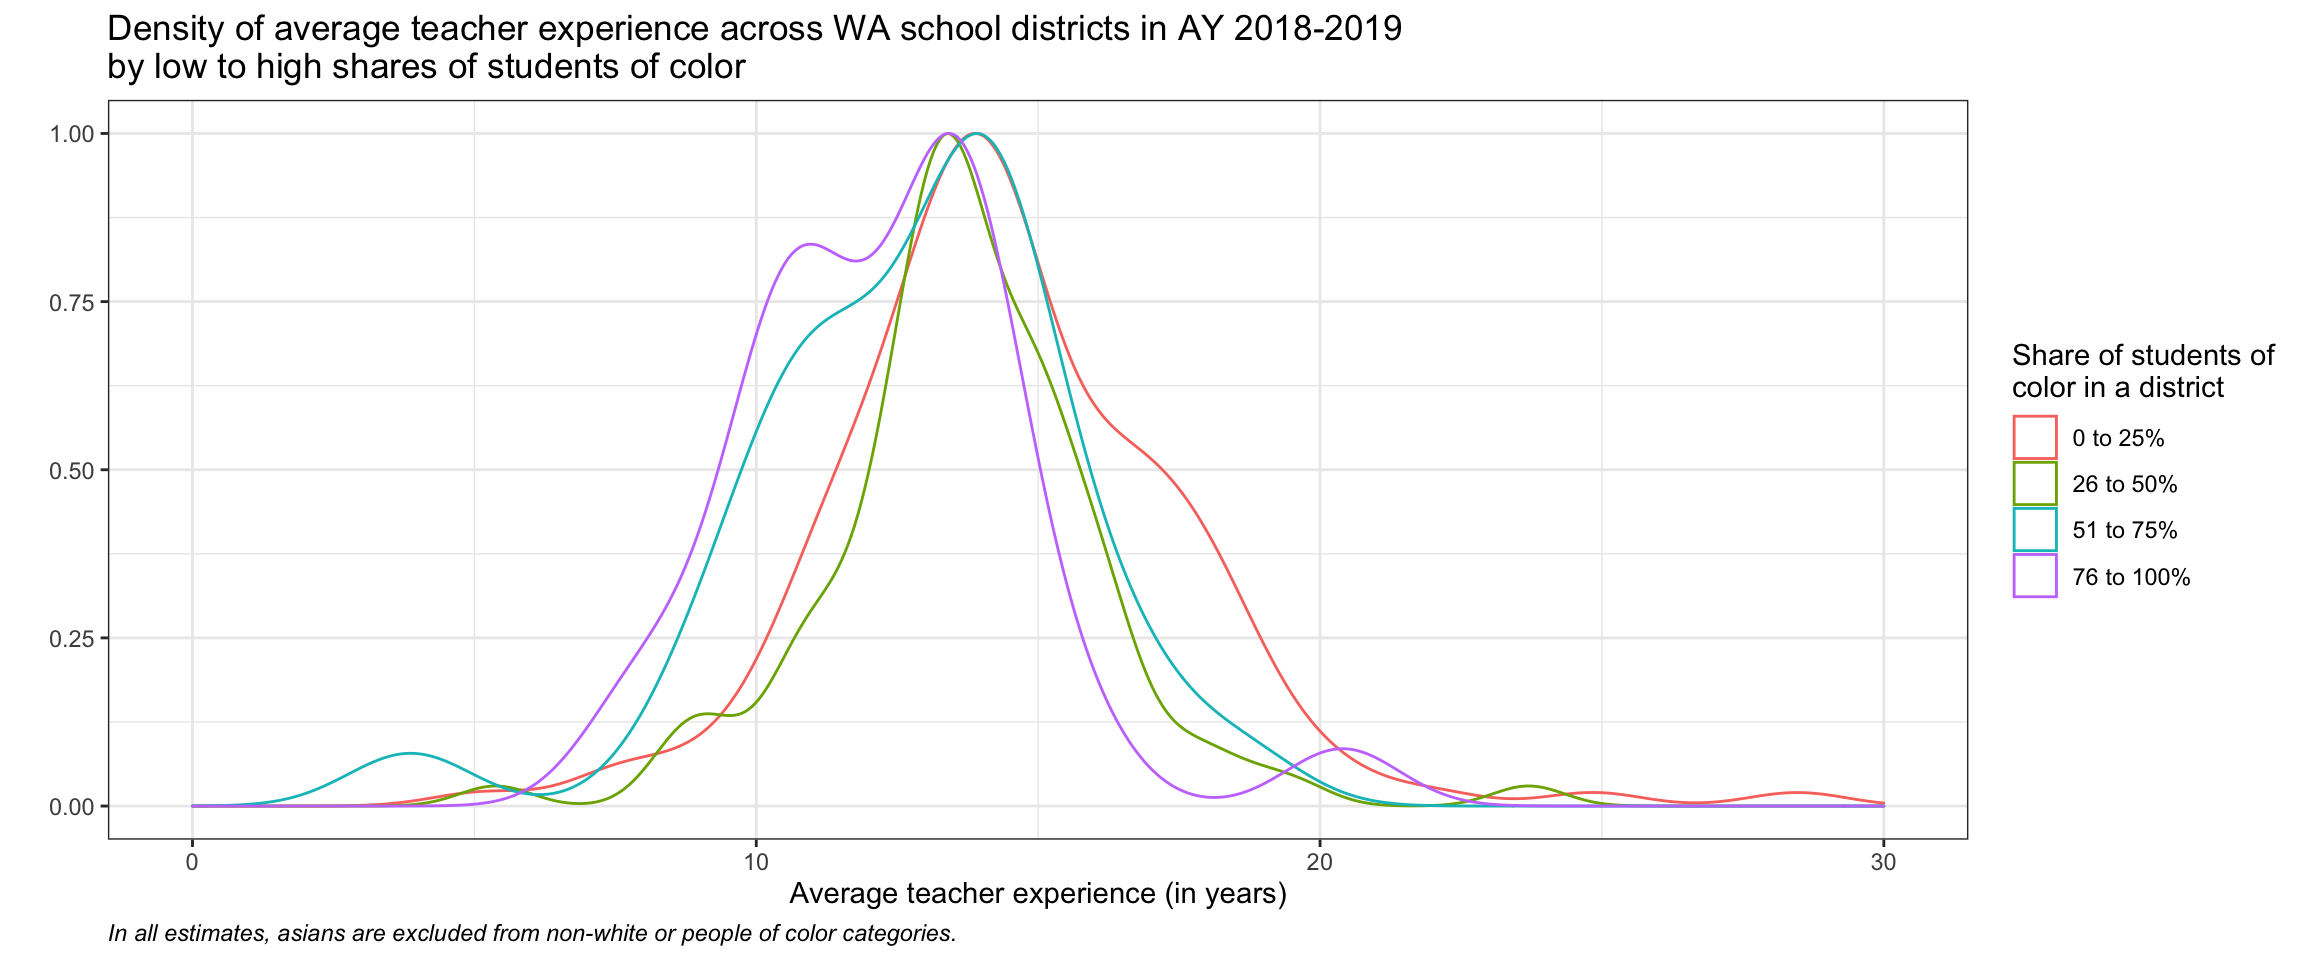 Density of average teacher experience across WA school districts in AY 2018-2019
by low to high shares of students of color
1.00
0.75
0.50
0.25
0.00
0
10
20
30
Average teacher experience (in years)
In all estimates, asians are excluded from non-white or people of color categories.
Share of students of
color in a district
0 to 25%
26 to 50%
51 to 75%
76 to 100%